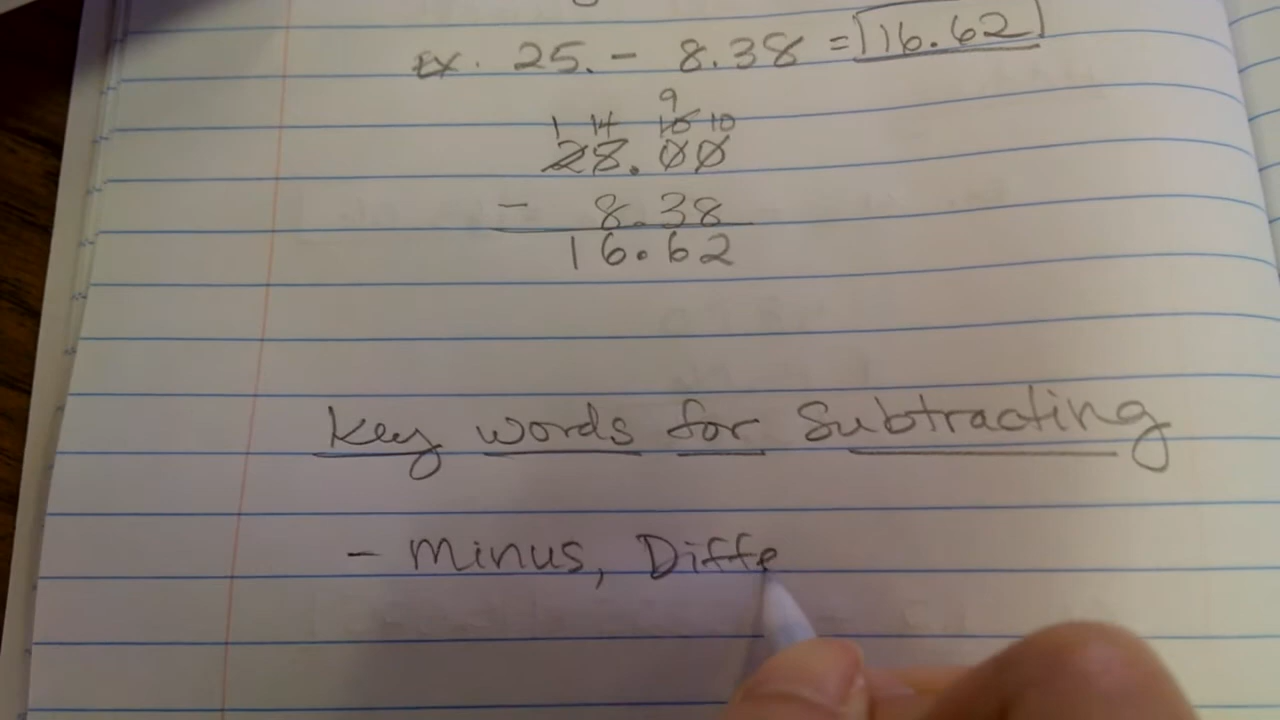 Ex. 25. - 8.38 = 16.62
9
1 14 10 10
25.00
- 8.38
16.62
Key words for Subtracting
- Minus, Diffe